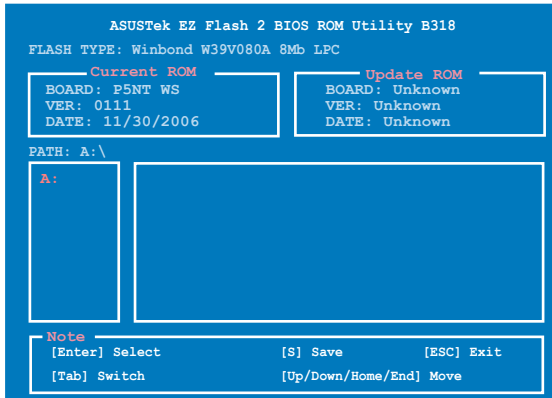 ASUSTek EZ Flash 2 BIOS ROM Utility B318
FLASH TYPE: Winbond W39V080A 8Mb LPC
Current ROM
BOARD: P5NT WS
VER: 0111
DATE: 11/30/2006
Update ROM
BOARD: Unknown
VER: Unknown
DATE: Unknown
PATH: A:\
A:
Note
[Enter] Select [S] Save [ESC] Exit
[Tab] Switch [Up/Down/Home/End] Move